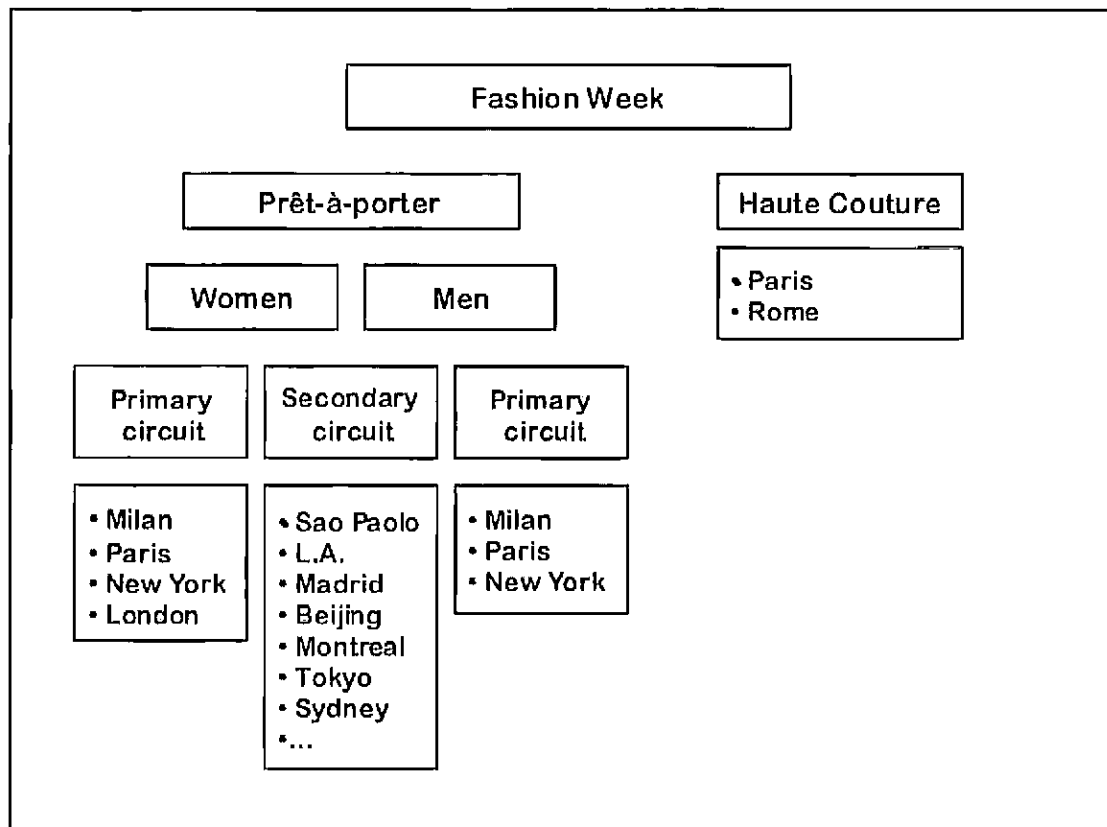 Fashion Week
Prêt-à-porter
Haute Couture
Women
Men
• Paris
• Rome
Primary
circuit
Secondary
circuit
Primary
circuit
• Milan
• Paris
• New York
• London
• Sao Paolo
• L.A.
• Madrid
• Beijing
• Montreal
• Tokyo
• Sydney
•...
• Milan
• Paris
• New York